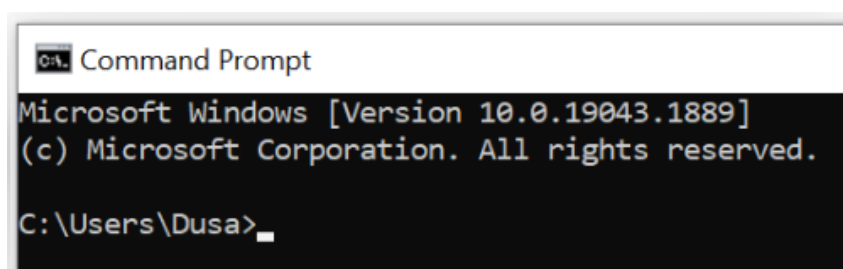 Command Prompt
Microsoft Windows [Version 10.0.19043.1889]
(c) Microsoft Corporation. All rights reserved.
C:\Users\Dusa>